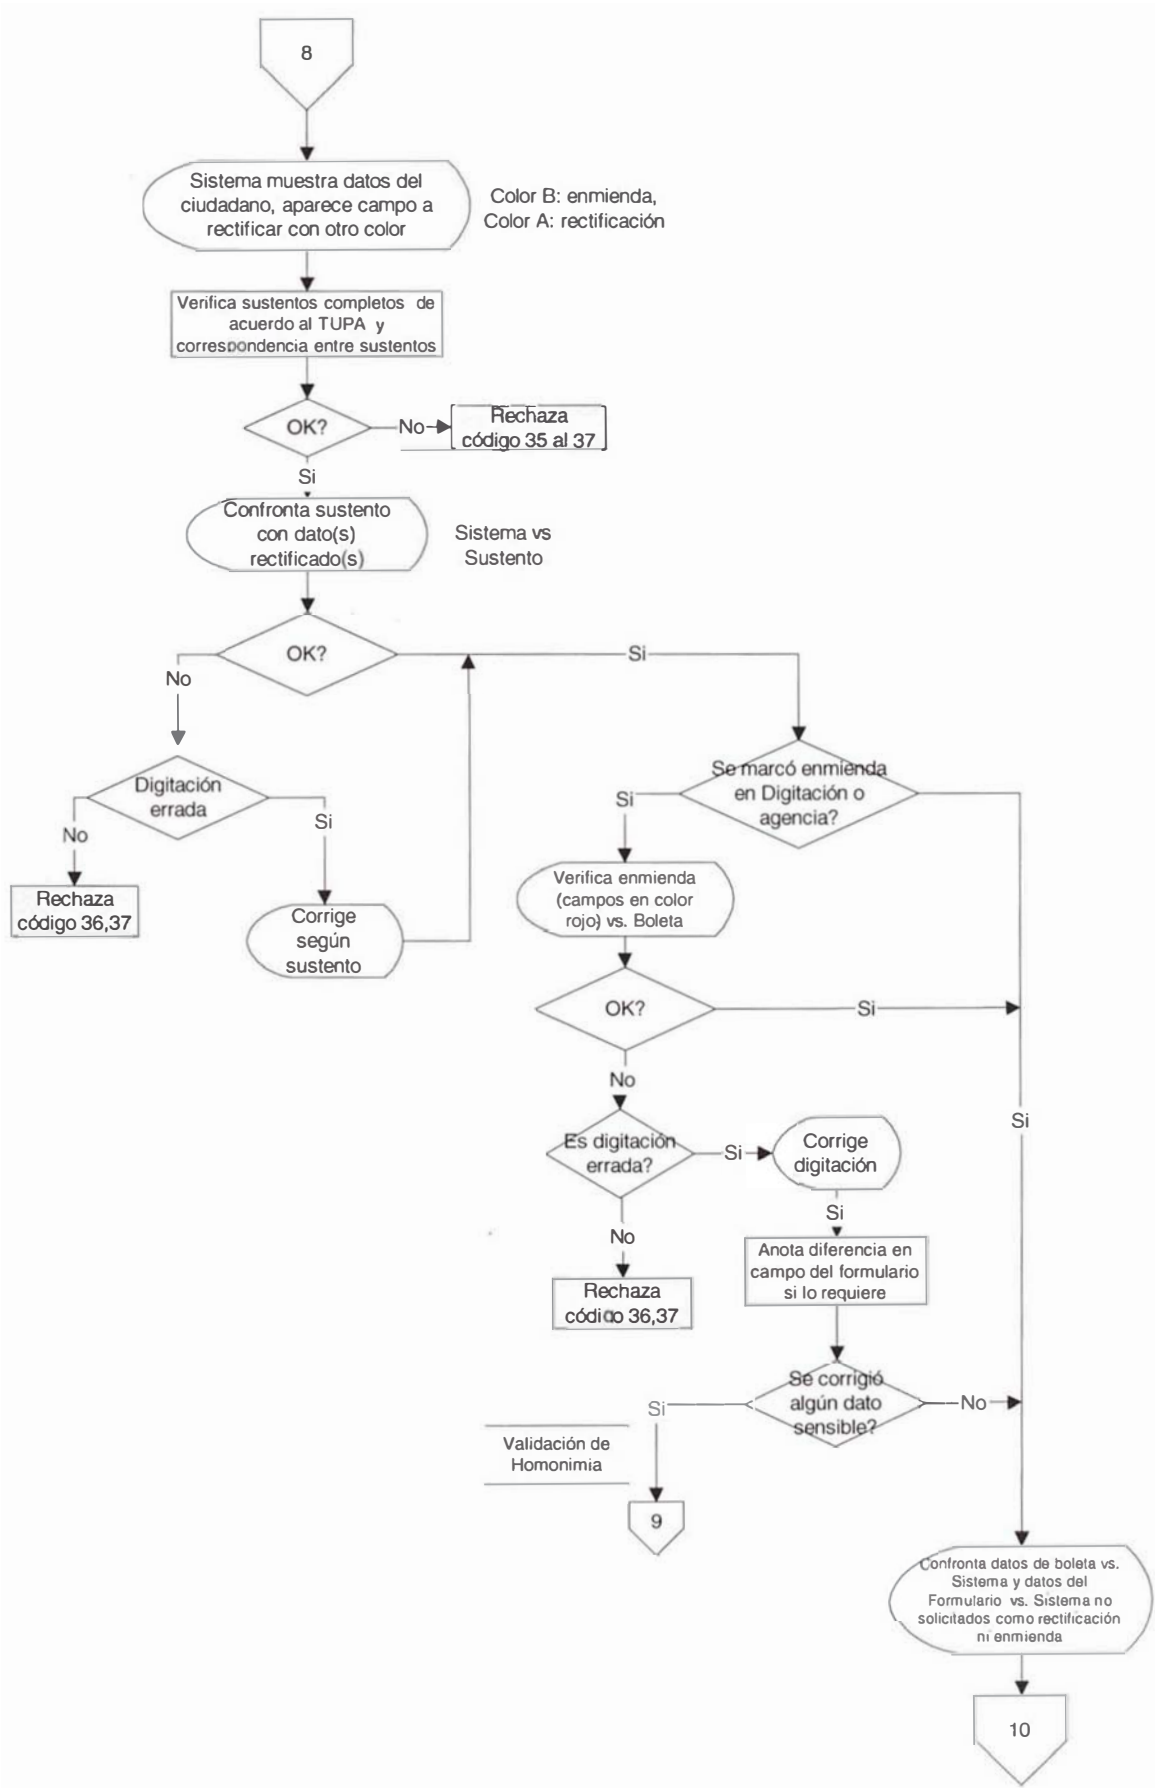 8
Sistema muestra datos del
ciudadano, aparece campo a
rectificar con otro color
Color B: enmienda,
Color A: rectificación
Verifica sustentos completos de
acuerdo al TUPA y
correspondencia entre sustentos
OK?
No
Rechaza
código 35 al 37
Si
Confronta sustento
con dato(s)
rectificado(s)
Sistema vs
Sustento
OK?
Si
No
Digitación
errada
No
Si
Rechaza
código 36,37
Corrige
según
sustento
Se marcó enmienda
en Digitación o
agencia?
Si
Verifica enmienda
(campos en color
rojo) vs. Boleta
OK?
Si
No
Si
Es digitación
errada?
Si
Corrige
digitación
No
Si
Rechaza
código 36,37
Anota diferencia en
campo del formulario
si lo requiere
Se corrigió
algún dato
sensible?
Si
No
Validación de
Homonimia
9
Confronta datos de boleta vs.
Sistema y datos del
Formulario vs. Sistema no
solicitados como rectificación
ni enmienda
10